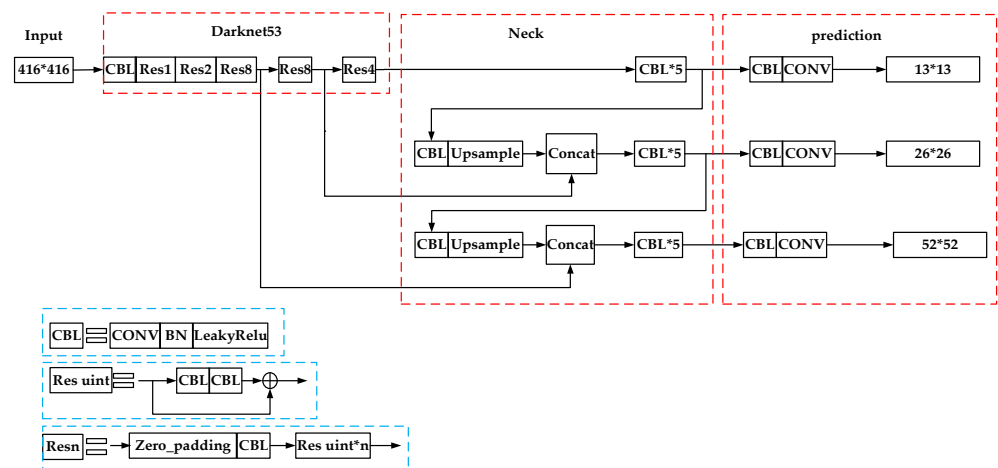 Input Darknet53 Neck prediction
416*416 CBL Res1 Res2 Res8 Res8 Res4 CBL*5 CBL CONV 13*13
CBL Upsample Concat CBL*5 CBL CONV 26*26
CBL Upsample Concat CBL*5 CBL CONV 52*52
CBL CONV BN LeakyRelu
Res uint CBL CBL
Resn Zero_padding CBL Res uint*n